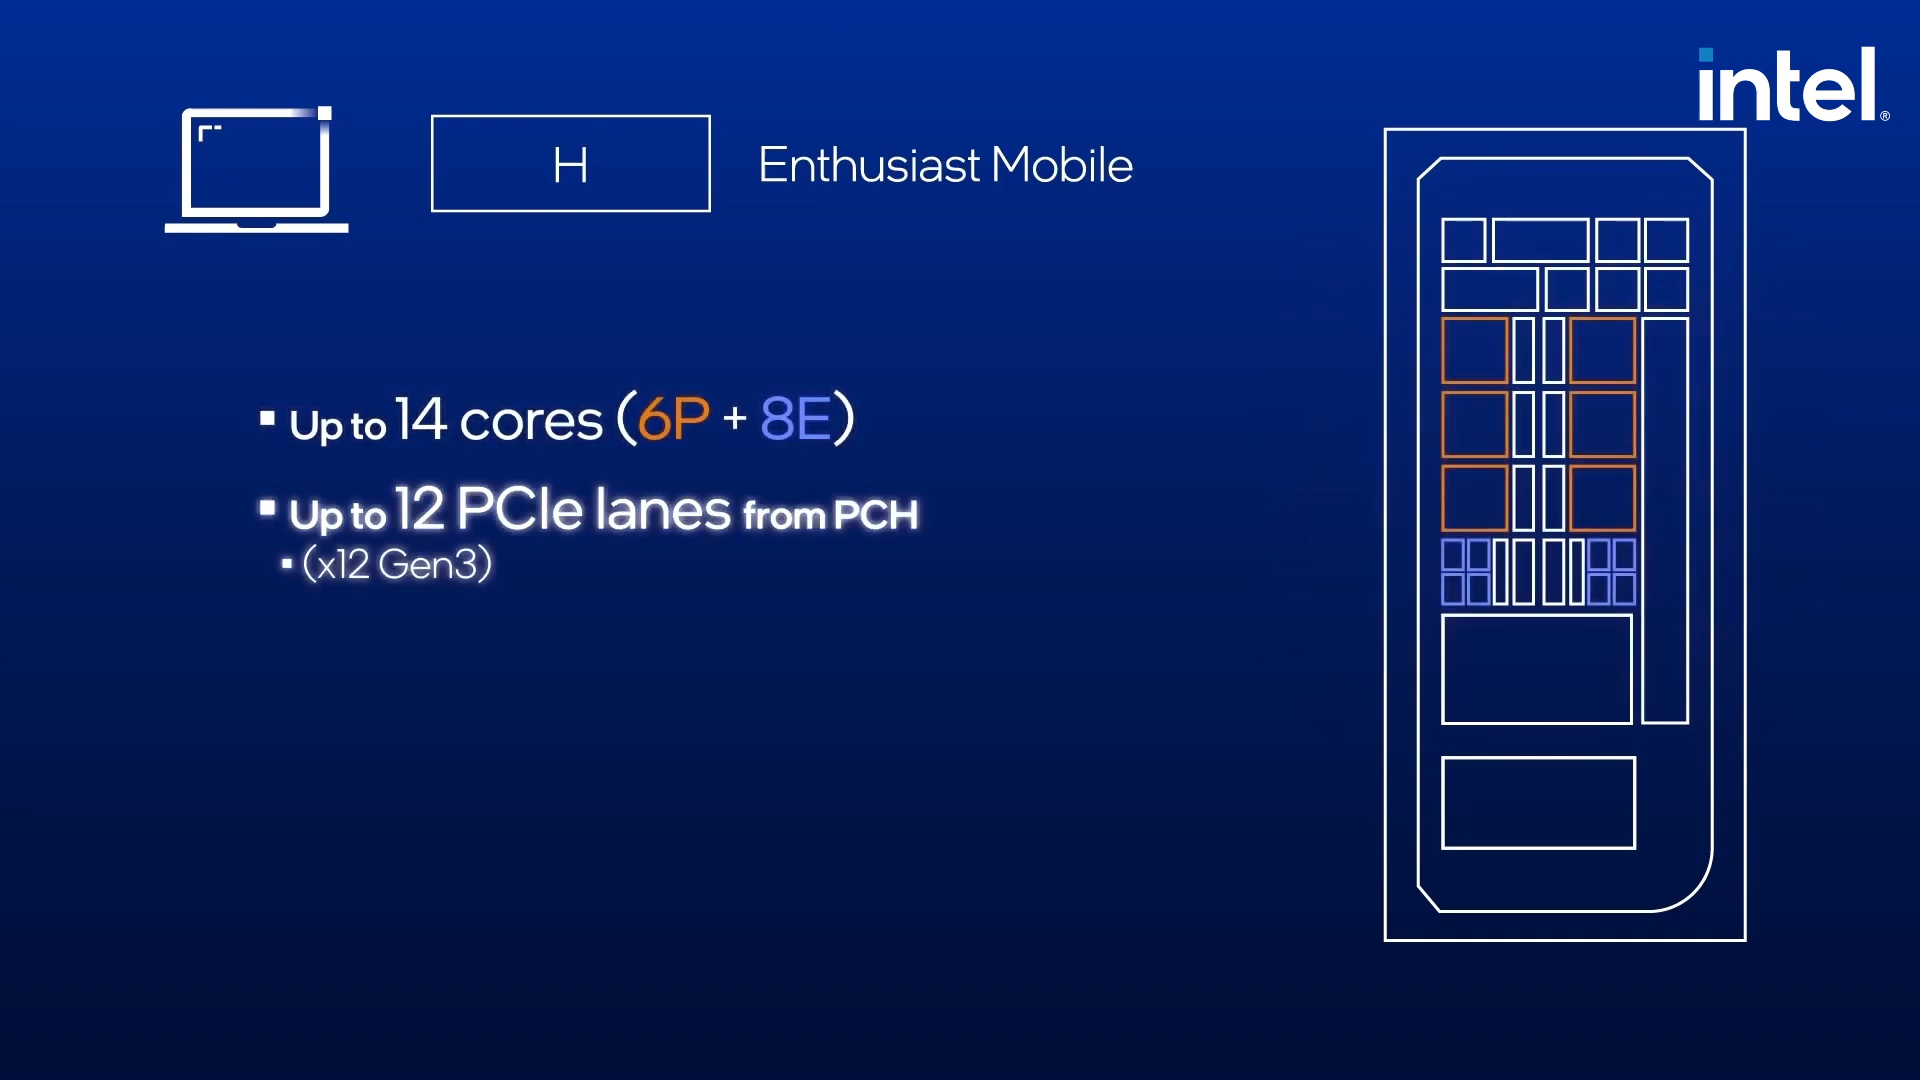 intel®
H
Enthusiast Mobile
▪ Up to 14 cores (6P + 8E)
▪ Up to 12 PCIe lanes from PCH
▪ (x12 Gen3)